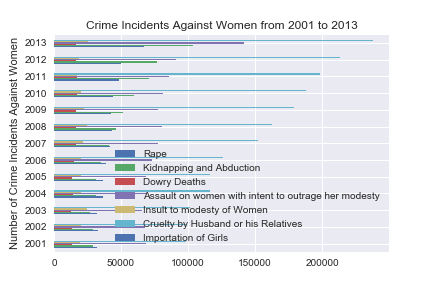 Crime Incidents Against Women from 2001 to 2013
Number of Crime Incidents Against Women
2013
2012
2011
2010
2009
2008
2007
2006
2005
2004
2003
2002
2001
Rape
Kidnapping and Abduction
Dowry Deaths
Assault on women with intent to outrage her modesty
Insult to modesty of Women
Cruelty by Husband or his Relatives
Importation of Girls
0 50000 100000 150000 200000